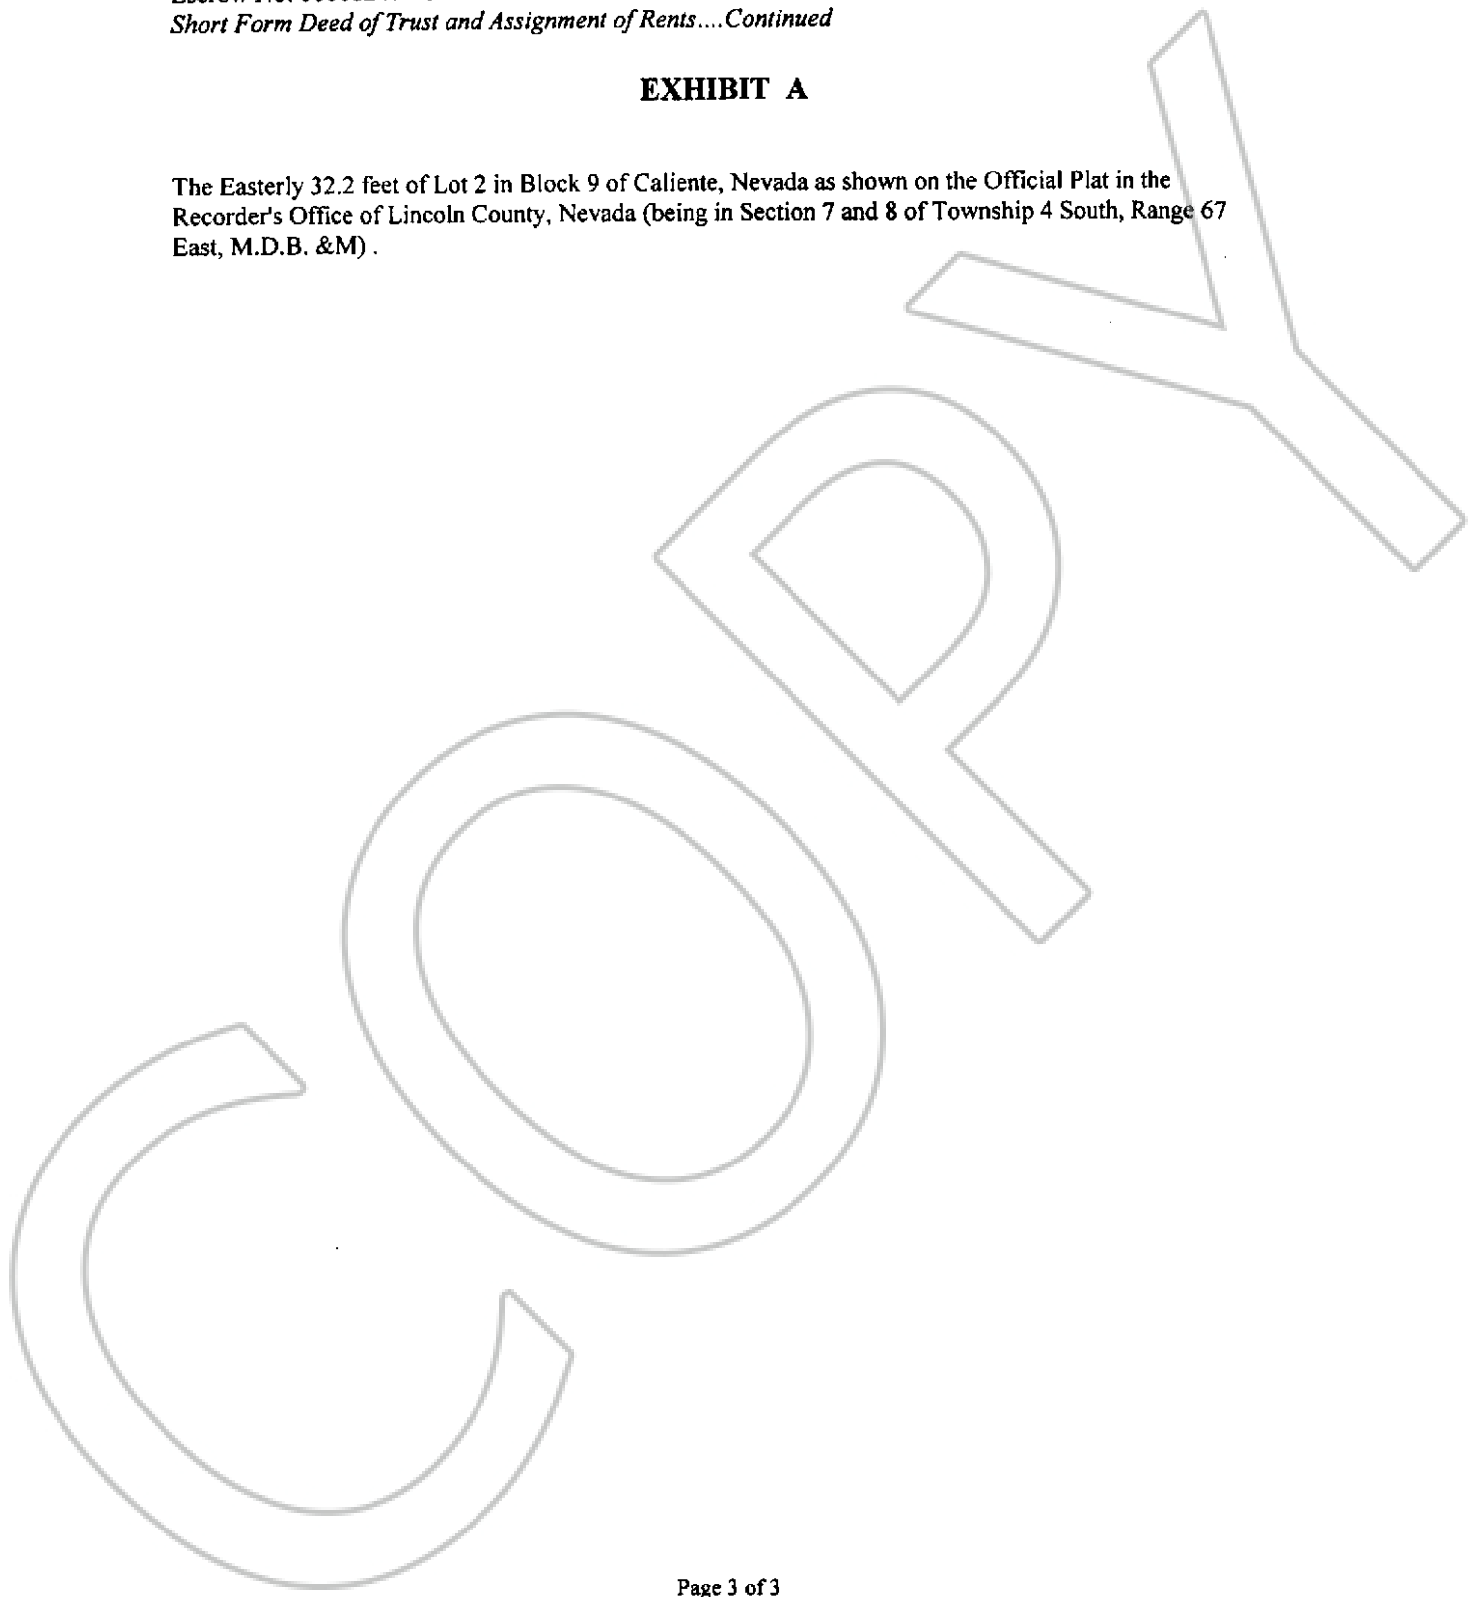 Short Form Deed of Trust and Assignment of Rents....Continued
EXHIBIT A
The Easterly 32.2 feet of Lot 2 in Block 9 of Caliente, Nevada as shown on the Official Plat in the
Recorder's Office of Lincoln County, Nevada (being in Section 7 and 8 of Township 4 South, Range 67
East, M.D.B. &M) .
COPY
Page 3 of 3